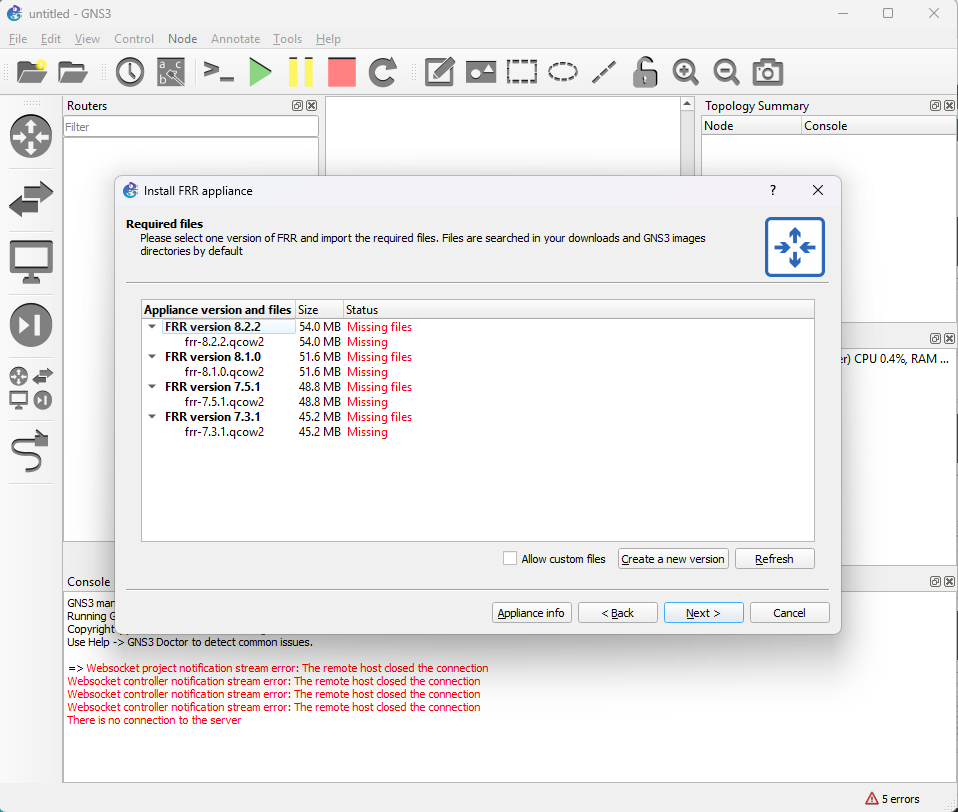 untitled - GNS3
File Edit View Control Node Annotate Tools Help
Routers
Filter
Topology Summary
Node Console
Install FRR appliance
?
Required files
Please select one version of FRR and import the required files. Files are searched in your downloads and GNS3 images
directories by default
Appliance version and files Size Status
FRR version 8.2.2 54.0 MB Missing files
frr-8.2.2.qcow2 54.0 MB Missing
FRR version 8.1.0 51.6 MB Missing files
frr-8.1.0.qcow2 51.6 MB Missing
FRR version 7.5.1 48.8 MB Missing files
frr-7.5.1.qcow2 48.8 MB Missing
FRR version 7.3.1 45.2 MB Missing files
frr-7.3.1.qcow2 45.2 MB Missing
er) CPU 0.4%, RAM ...
Allow custom files Create a new version Refresh
Appliance info < Back Next > Cancel
Console
GNS3 man
Running G
Copyright
Use Help -> GNS3 Doctor to detect common issues.
=> Websocket project notification stream error: The remote host closed the connection
Websocket controller notification stream error: The remote host closed the connection
Websocket controller notification stream error: The remote host closed the connection
Websocket controller notification stream error: The remote host closed the connection
There is no connection to the server
5 errors